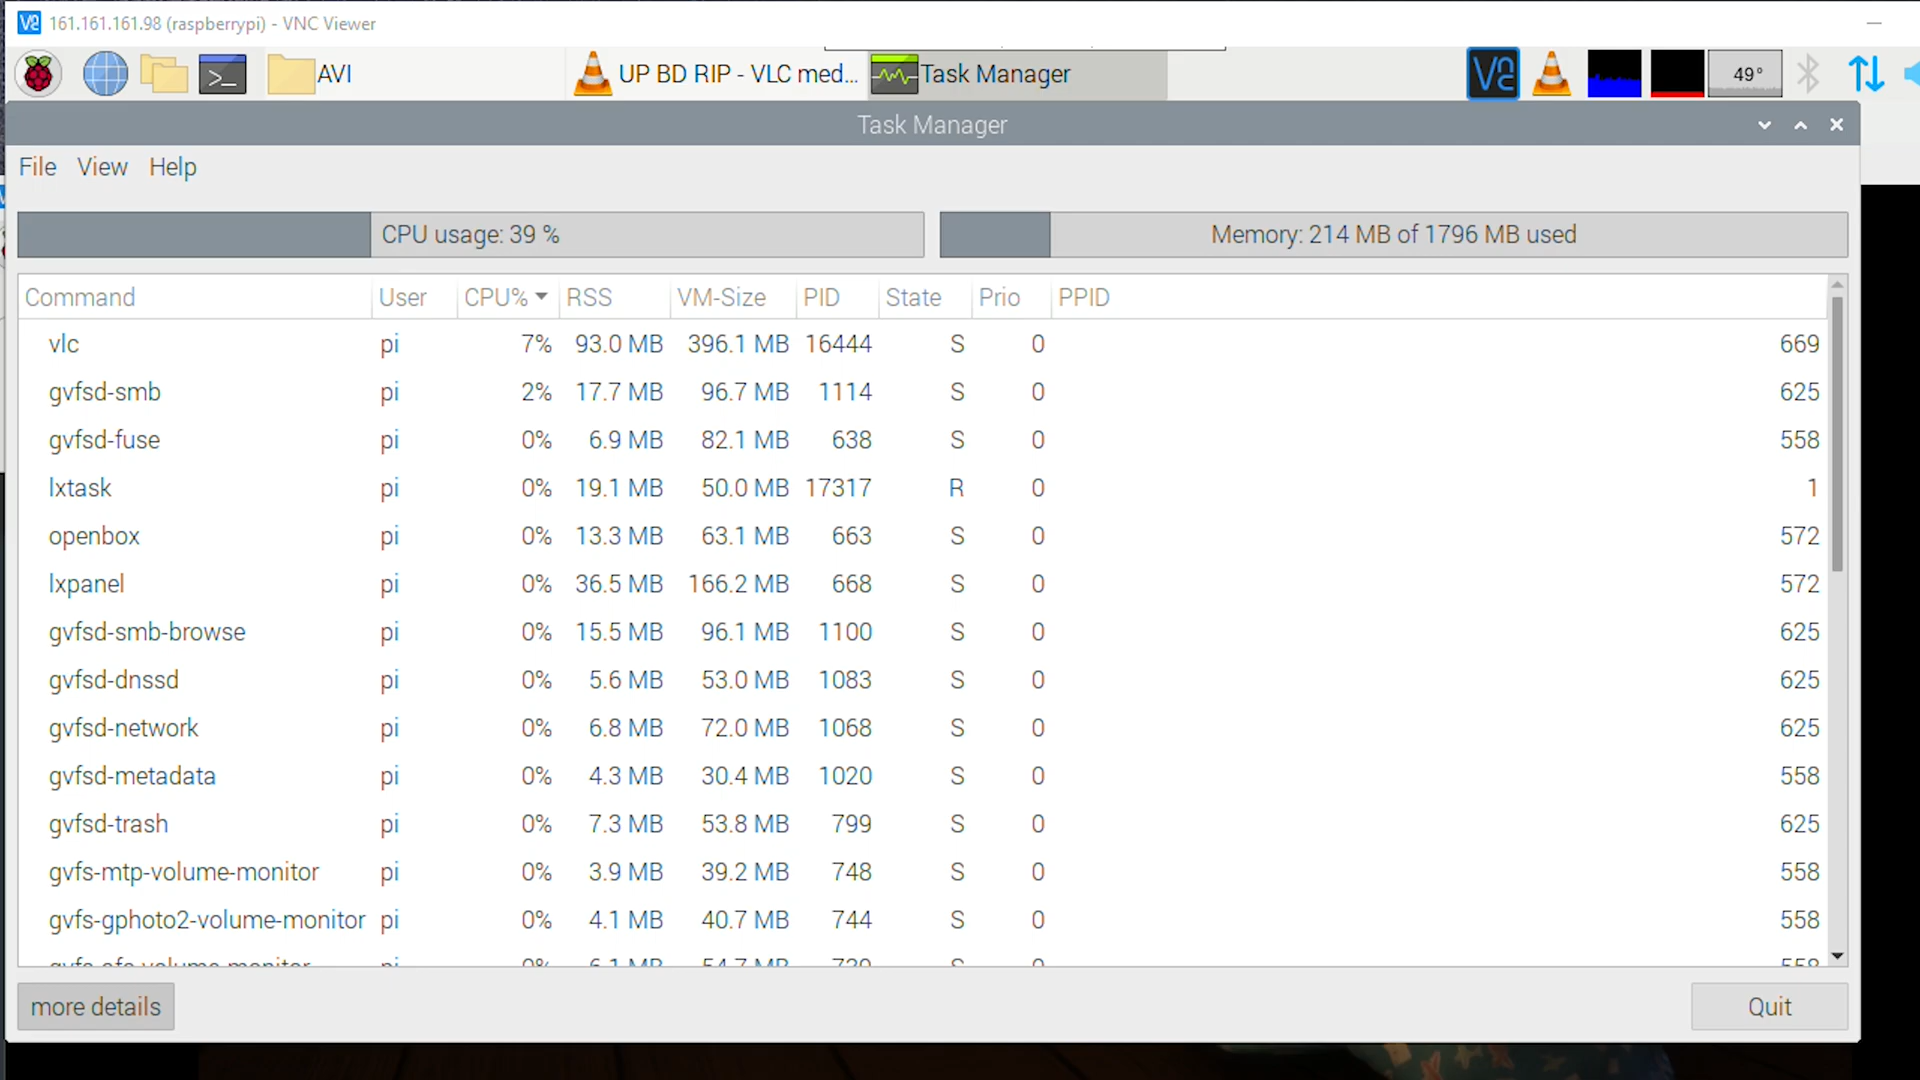 161.161.161.98 (raspberrypi) - VNC Viewer
AVI UP BD RIP - VLC med... Task Manager 49°
Task Manager
File View Help
CPU usage: 39 % Memory: 214 MB of 1796 MB used
Command User CPU% RSS VM-Size PID State Prio PPID
vlc pi 7% 93.0 MB 396.1 MB 16444 S 0 669
gvfsd-smb pi 2% 17.7 MB 96.7 MB 1114 S 0 625
gvfsd-fuse pi 0% 6.9 MB 82.1 MB 638 S 0 558
lxtask pi 0% 19.1 MB 50.0 MB 17317 R 0 1
openbox pi 0% 13.3 MB 63.1 MB 663 S 0 572
lxpanel pi 0% 36.5 MB 166.2 MB 668 S 0 572
gvfsd-smb-browse pi 0% 15.5 MB 96.1 MB 1100 S 0 625
gvfsd-dnssd pi 0% 5.6 MB 53.0 MB 1083 S 0 625
gvfsd-network pi 0% 6.8 MB 72.0 MB 1068 S 0 625
gvfsd-metadata pi 0% 4.3 MB 30.4 MB 1020 S 0 558
gvfsd-trash pi 0% 7.3 MB 53.8 MB 799 S 0 625
gvfs-mtp-volume-monitor pi 0% 3.9 MB 39.2 MB 748 S 0 558
gvfs-gphoto2-volume-monitor pi 0% 4.1 MB 40.7 MB 744 S 0 558
more details Quit